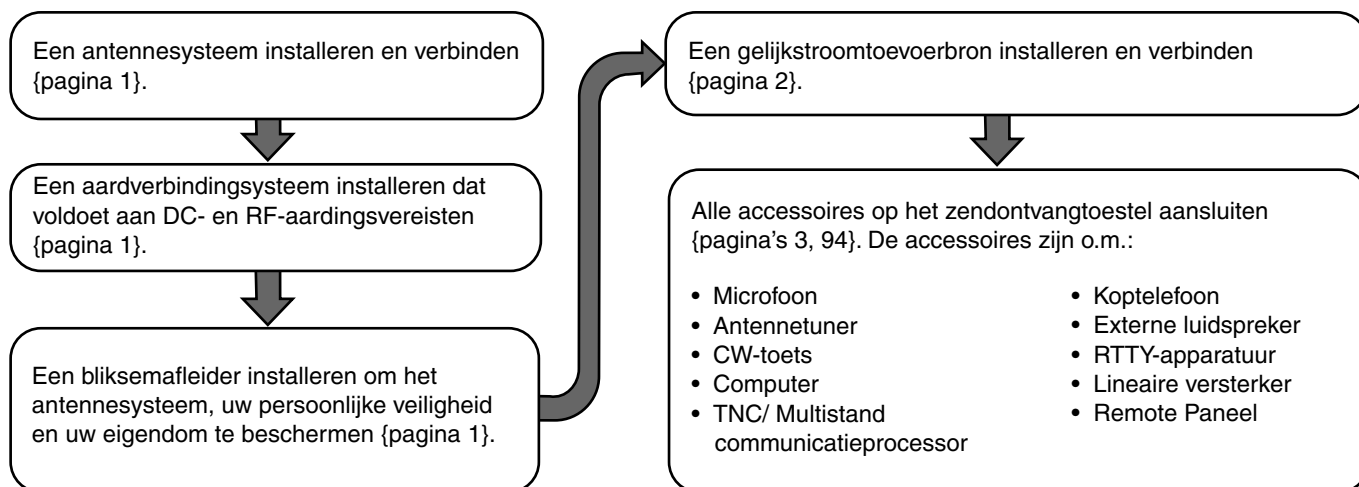 Een antennesysteem installeren en verbinden
{pagina 1}.
Een aardverbindingsysteem installeren dat
voldoet aan DC- en RF-aardingsvereisten
{pagina 1}.
Een bliksemafleider installeren om het
antennesysteem, uw persoonlijke veiligheid
en uw eigendom te beschermen {pagina 1}.
Een gelijkstroomtoevoerbron installeren en verbinden
{pagina 2}.
Alle accessoires op het zendontvangtoestel aansluiten
{pagina’s 3, 94}. De accessoires zijn o.m.:
• Microfoon
• Antennetuner
• CW-toets
• Computer
• TNC/ Multistand
communicatieprocessor
• Koptelefoon
• Externe luidspreker
• RTTY-apparatuur
• Lineaire versterker
• Remote Paneel